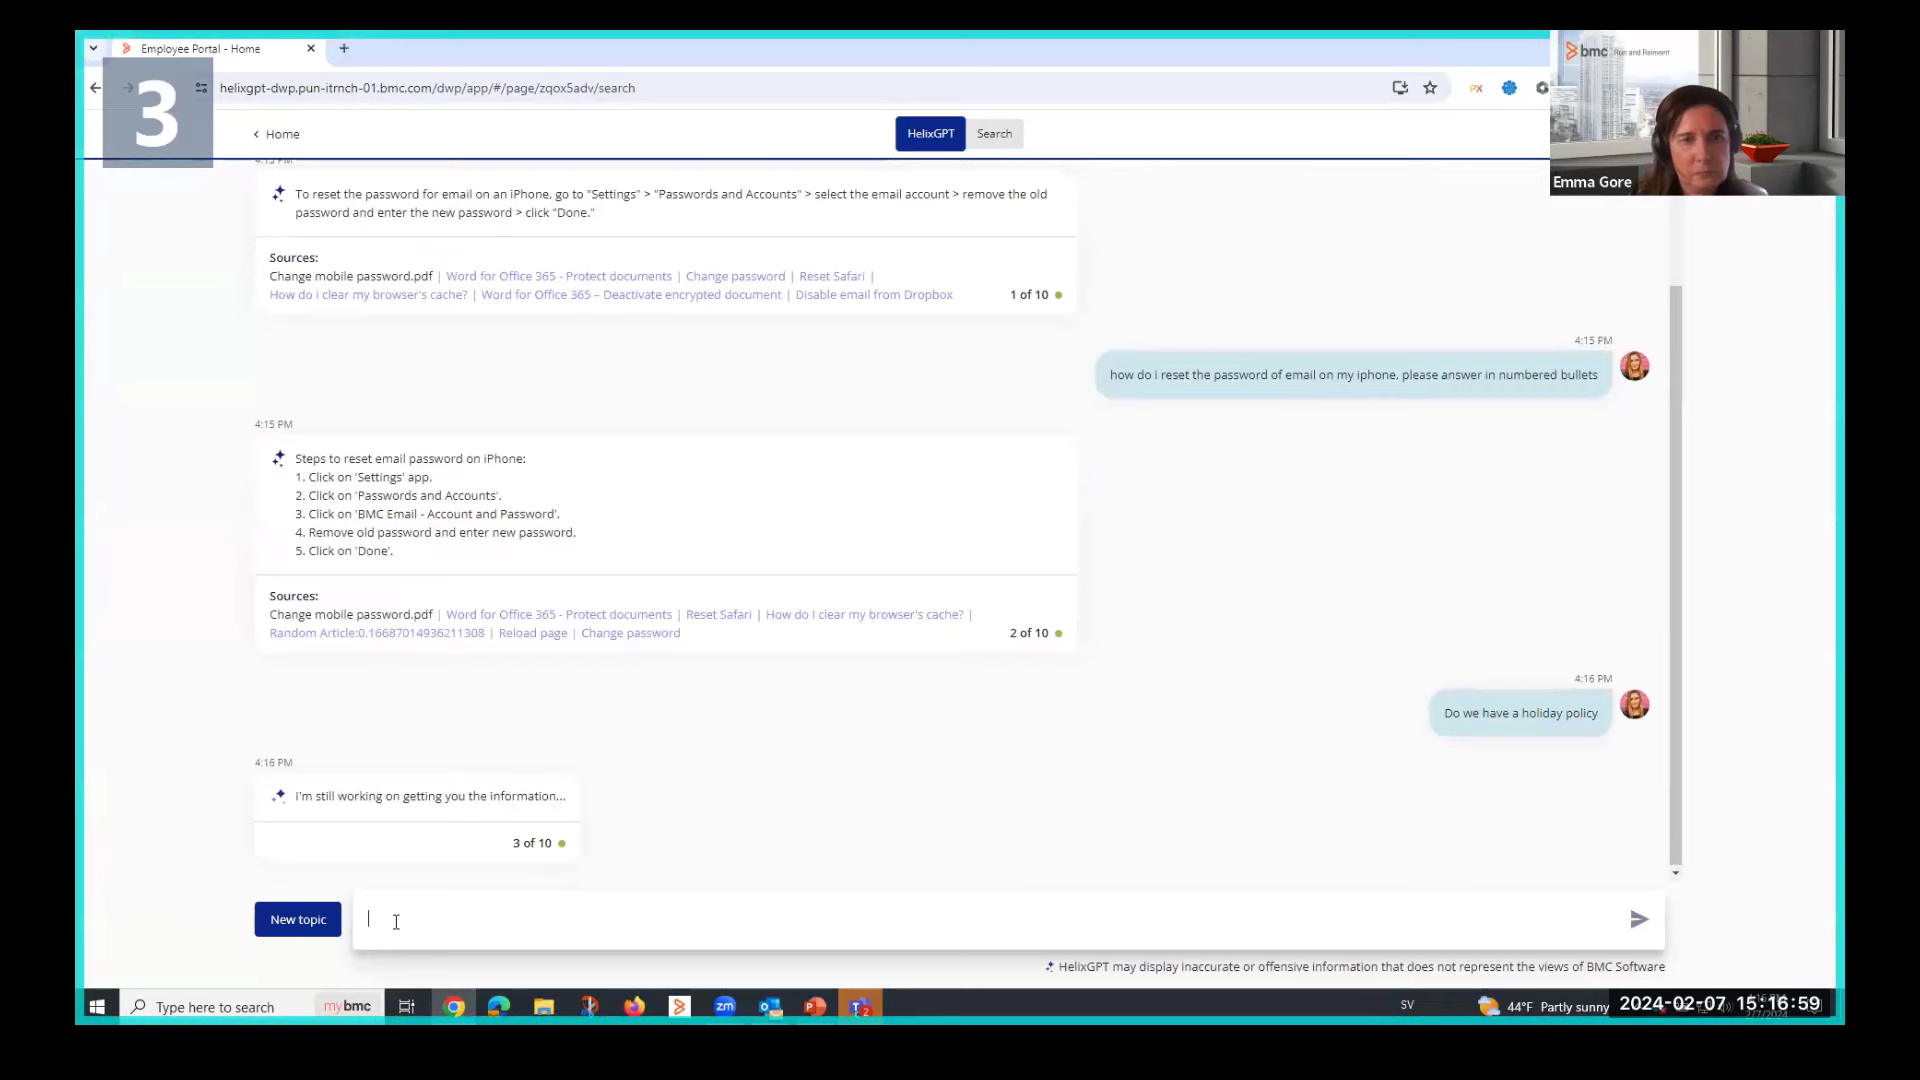 Employee Portal - Home
3
helixgpt-dwp.pun-itrnch-01.bmc.com/dwp/app/#/page/zqox5adv/search
PX
bmc Run and Reinvent
Emma Gore
Home
HelixGPT
Search
4:15 PM
To reset the password for email on an iPhone, go to "Settings" > "Passwords and Accounts" > select the email account > remove the old
password and enter the new password > click "Done."
Sources:
Change mobile password.pdf | Word for Office 365 - Protect documents | Change password | Reset Safari |
How do I clear my browser's cache? | Word for Office 365 – Deactivate encrypted document | Disable email from Dropbox
1 of 10
4:15 PM
how do i reset the password of email on my iphone, please answer in numbered bullets
4:15 PM
Steps to reset email password on iPhone:
1. Click on 'Settings' app.
2. Click on 'Passwords and Accounts'.
3. Click on 'BMC Email - Account and Password'.
4. Remove old password and enter new password.
5. Click on 'Done'.
Sources:
Change mobile password.pdf | Word for Office 365 - Protect documents | Reset Safari | How do I clear my browser's cache? |
Random Article:0.16687014936211308 | Reload page | Change password
2 of 10
4:16 PM
Do we have a holiday policy
4:16 PM
I'm still working on getting you the information...
3 of 10
New topic
HelixGPT may display inaccurate or offensive information that does not represent the views of BMC Software
Type here to search
mybmc
zm
SV
44°F Partly sunny
2024-02-07 15:16:59